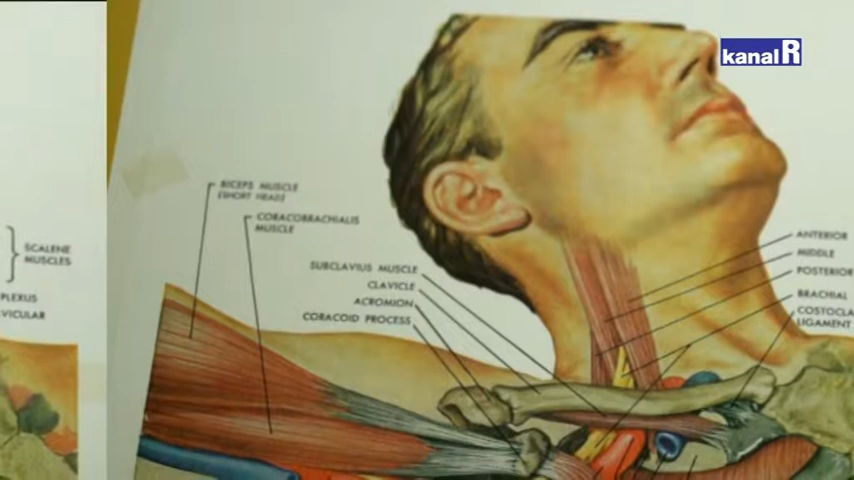 kanal R
BICEPS MUSCLE
(SHORT HEAD)
CORACOBRACHIALIS
MUSCLE
SUBCLAVIUS MUSCLE
CLAVICLE
ACROMION
CORACOID PROCESS
SCALENE
MUSCLES
PLEXUS
VICULAR
ANTERIOR
MIDDLE
POSTERIOR
BRACHIAL
COSTOCLA
LIGAMENT